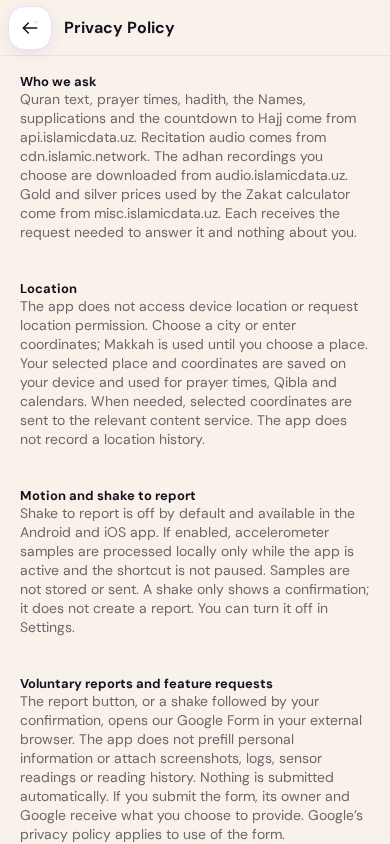 Privacy Policy
Who we ask
Quran text, prayer times, hadith, the Names,
supplications and the countdown to Hajj come from
api.islamicdata.uz. Recitation audio comes from
cdn.islamic.network. The adhan recordings you
choose are downloaded from audio.islamicdata.uz.
Gold and silver prices used by the Zakat calculator
come from misc.islamicdata.uz. Each receives the
request needed to answer it and nothing about you.
Location
The app does not access device location or request
location permission. Choose a city or enter
coordinates; Makkah is used until you choose a place.
Your selected place and coordinates are saved on
your device and used for prayer times, Qibla and
calendars. When needed, selected coordinates are
sent to the relevant content service. The app does
not record a location history.
Motion and shake to report
Shake to report is off by default and available in the
Android and iOS app. If enabled, accelerometer
samples are processed locally only while the app is
active and the shortcut is not paused. Samples are
not stored or sent. A shake only shows a confirmation;
it does not create a report. You can turn it off in
Settings.
Voluntary reports and feature requests
The report button, or a shake followed by your
confirmation, opens our Google Form in your external
browser. The app does not prefill personal
information or attach screenshots, logs, sensor
readings or reading history. Nothing is submitted
automatically. If you submit the form, its owner and
Google receive what you choose to provide. Google’s
privacy policy applies to use of the form.